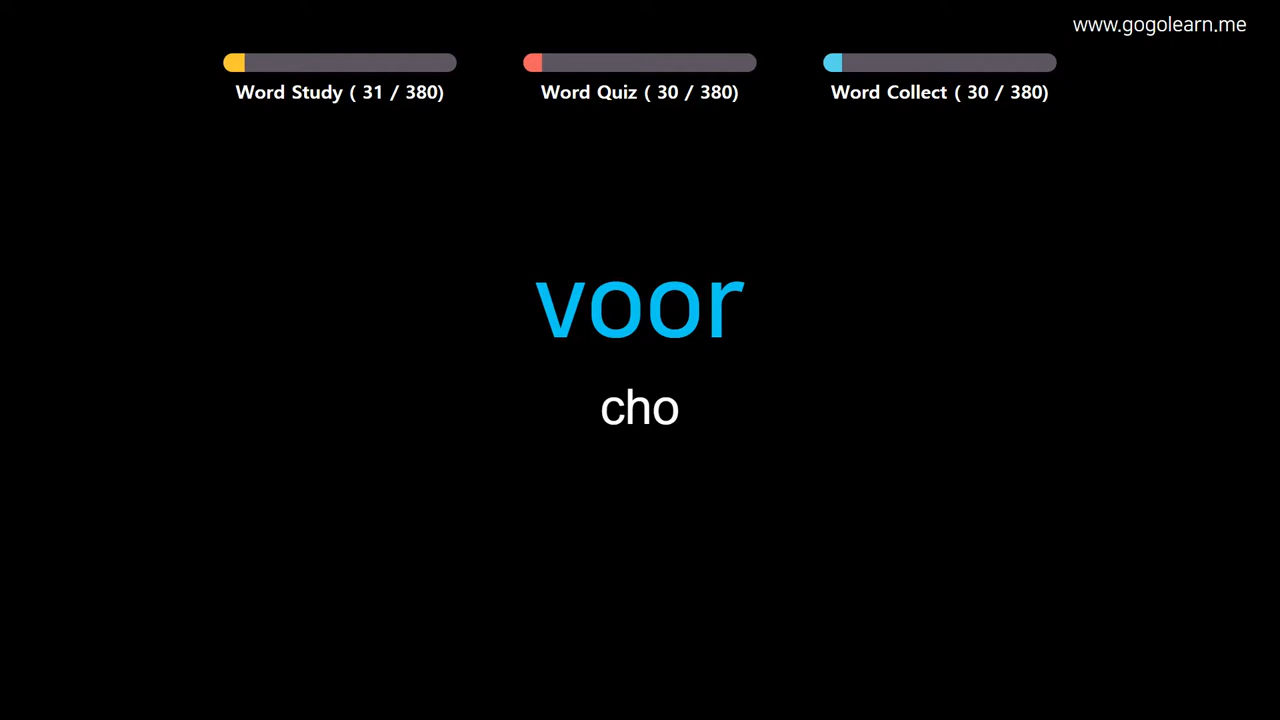 www.gogolearn.me
Word Study ( 31 / 380)
Word Quiz ( 30 / 380)
Word Collect ( 30 / 380)
voor
cho